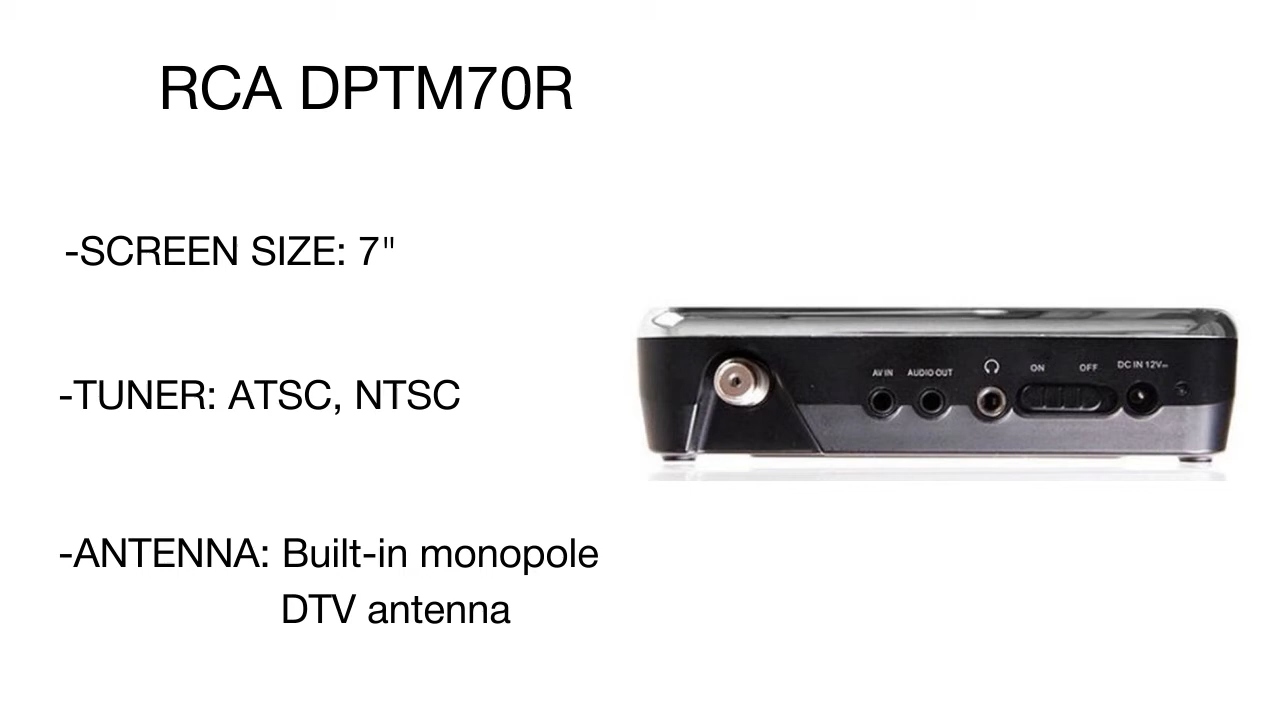 RCA DPTM70R
-SCREEN SIZE: 7"
-TUNER: ATSC, NTSC
-ANTENNA: Built-in monopole
DTV antenna
AV IN AUDIO OUT ON OFF DC IN 12V⎓